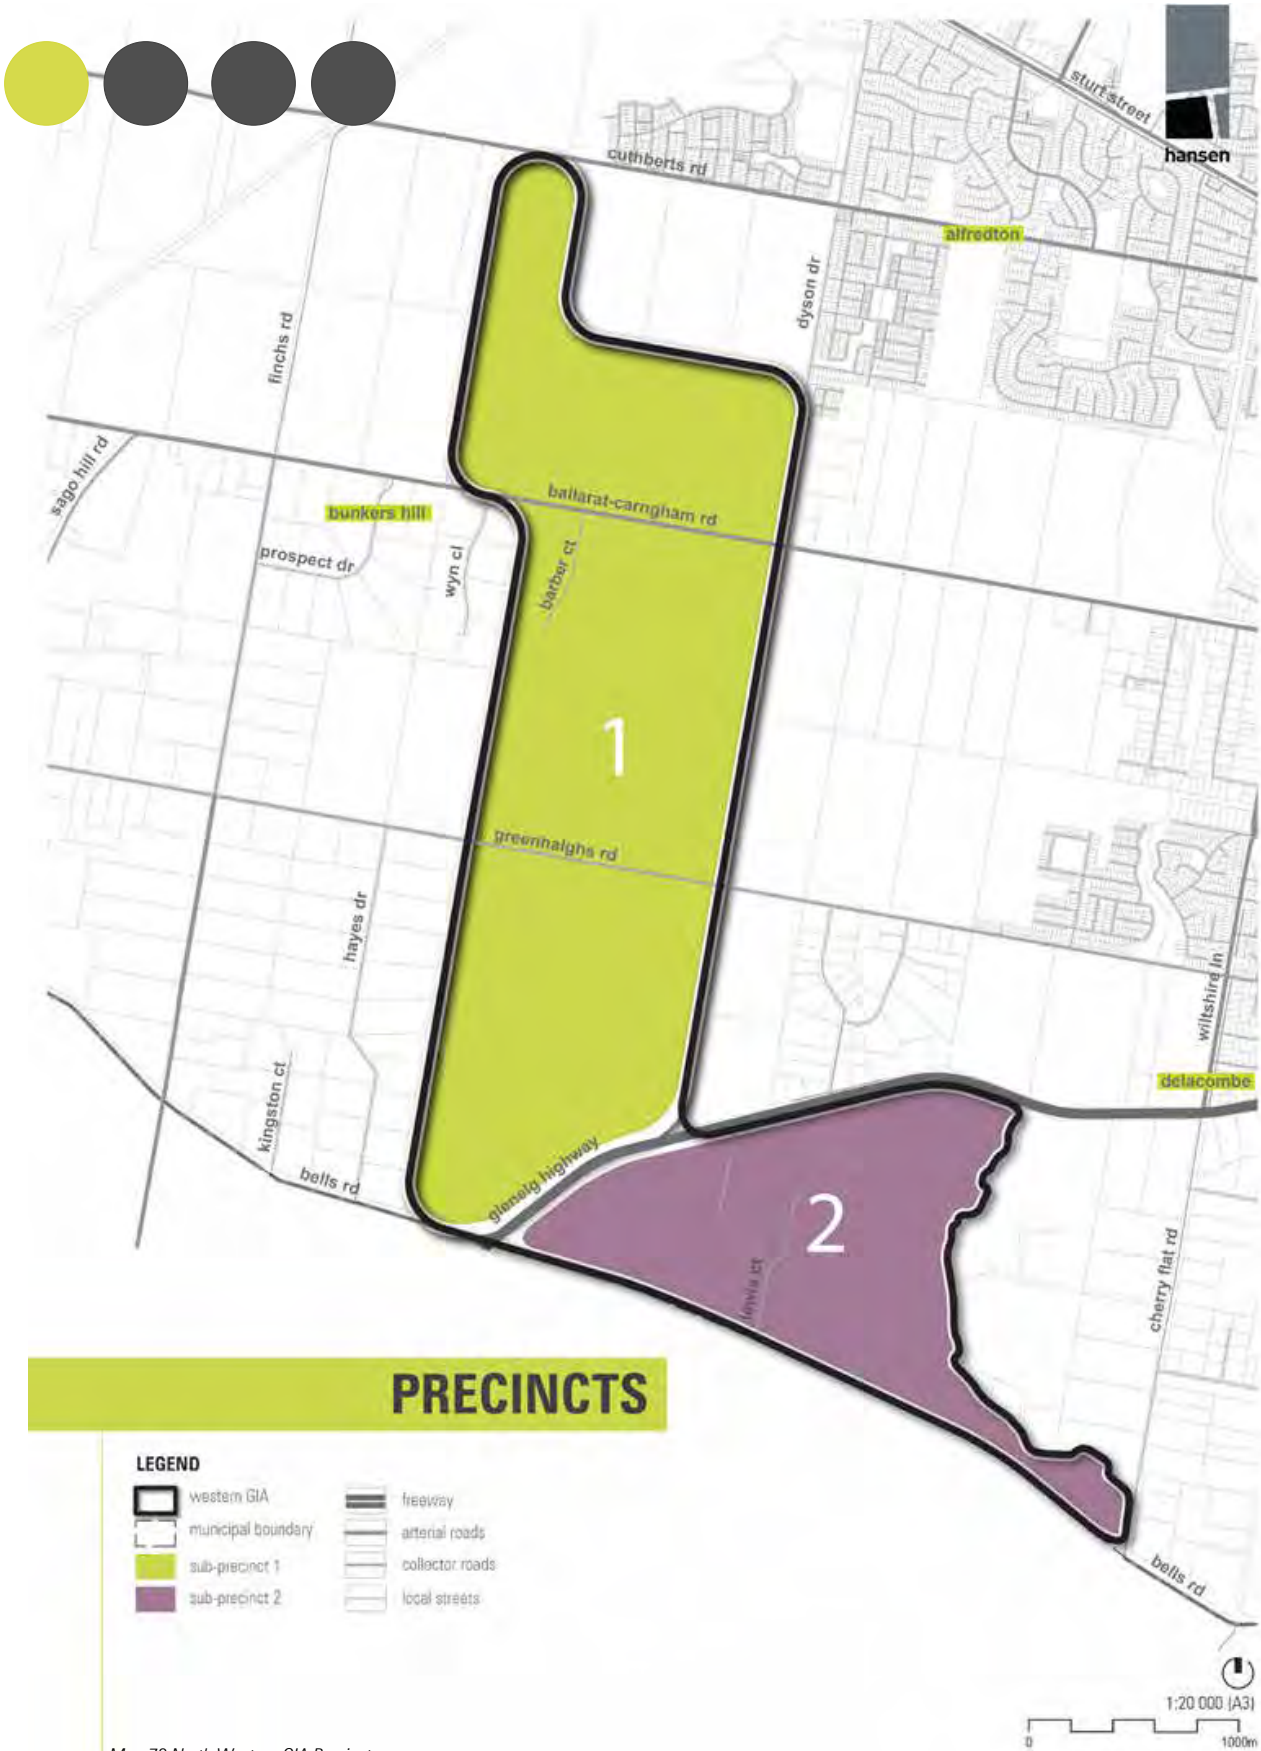 sturt street
hansen
cuthberts rd
alfredton
dyson dr
finchs rd
sago hill rd
ballarat-carngham rd
bunkers hill
prospect dr
wyn cl
barber ct
1
greenhalghs rd
hayes dr
wiltshire ln
delacombe
kingston ct
glenelg highway
bells rd
2
lewis ct
cherry flat rd
PRECINCTS
LEGEND
western GIA
freeway
municipal boundary
arterial roads
sub-precinct 1
collector roads
sub-precinct 2
local streets
bells rd
1:20 000 (A3)
0 1000m